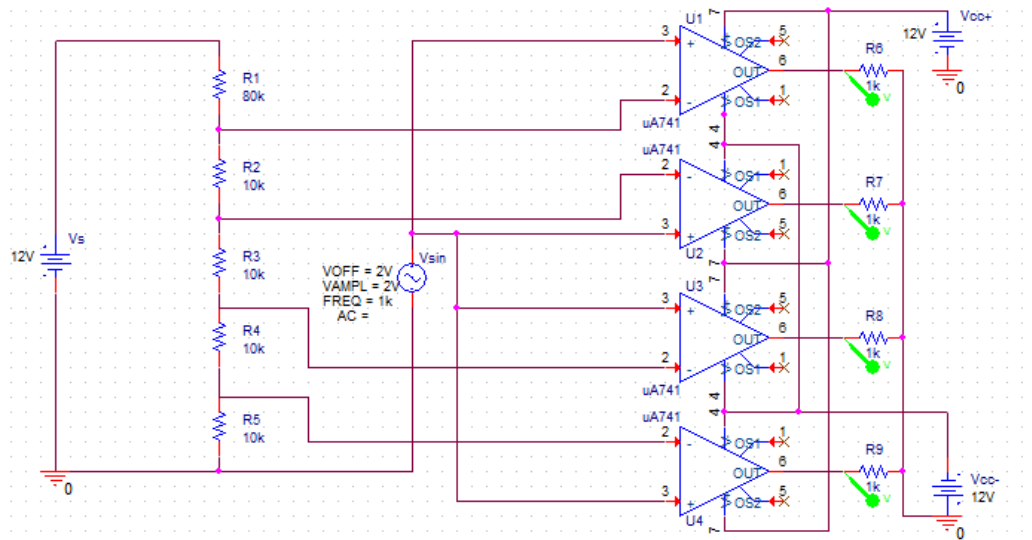 Vs
12V
0
R1
80k
R2
10k
R3
10k
R4
10k
R5
10k
Vsin
VOFF = 2V
VAMPL = 2V
FREQ = 1k
AC =
U1
3
+
2
-
7
OS2
5
OUT
6
OS1
1
4
uA741
uA741
4
2
-
3
+
OS1
1
OUT
6
OS2
5
U2
7
U3
7
3
+
2
-
OS2
5
OUT
6
OS1
1
4
uA741
uA741
4
2
-
3
+
OS1
1
OUT
6
OS2
5
U4
7
R6
1k
V
R7
1k
V
R8
1k
V
R9
1k
V
Vcc+
12V
0
Vcc-
12V
0